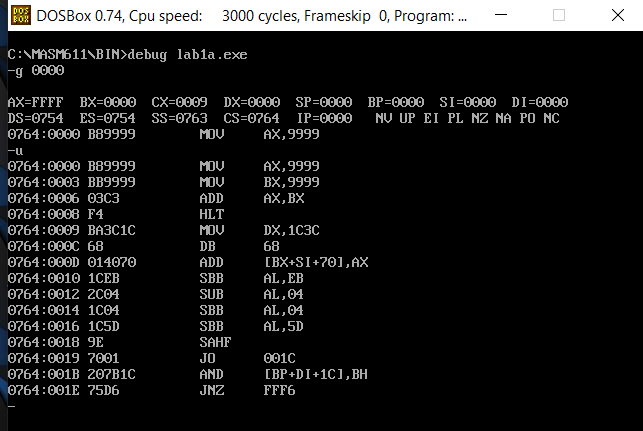 DOSBox 0.74, Cpu speed: 3000 cycles, Frameskip 0, Program: ...
C:\MASM611\BIN>debug lab1a.exe
-g 0000
AX=FFFF BX=0000 CX=0009 DX=0000 SP=0000 BP=0000 SI=0000 DI=0000
DS=0754 ES=0754 SS=0763 CS=0764 IP=0000 NV UP EI PL NZ NA PO NC
0764:0000 B89999 MOV AX,9999
-u
0764:0000 B89999 MOV AX,9999
0764:0003 BB9999 MOV BX,9999
0764:0006 03C3 ADD AX,BX
0764:0008 F4 HLT
0764:0009 BA3C1C MOV DX,1C3C
0764:000C 68 DB 68
0764:000D 014070 ADD [BX+SI+70],AX
0764:0010 1CEB SBB AL,EB
0764:0012 2C04 SUB AL,04
0764:0014 1C04 SBB AL,04
0764:0016 1C5D SBB AL,5D
0764:0018 9E SAHF
0764:0019 7001 JO 001C
0764:001B 207B1C AND [BP+DI+1C],BH
0764:001E 75D6 JNZ FFF6
-